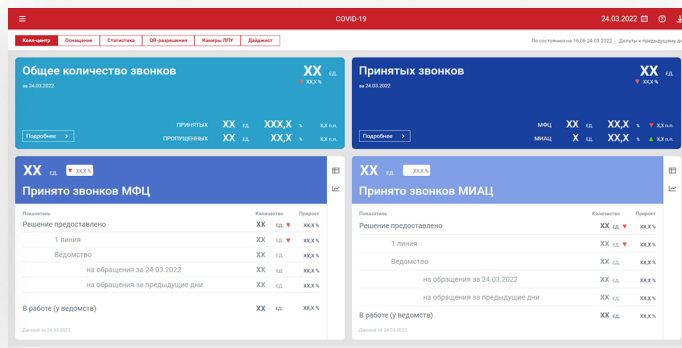 COVID-19
24.03.2022
Колл-центр Оснащение Статистика QR-разрешения Камеры ЛПУ Дайджест
По состоянию на 16:06 24.03.2022 Дельты к предыдущему д
Общее количество звонков
за 24.03.2022
XX ед.
▼ XX,X %
ПРИНЯТЫХ XX ед. XXX,X % X,X п.п.
ПРОПУЩЕННЫХ XX ед. XX,X % X,X п.п.
Подробнее >
Принятых звонков
за 24.03.2022
XX ед.
▼ XX,X %
МФЦ XX ед. XX,X % ▼ X,X п.п.
МИАЦ X ед. XX,X % ▲ X,X п.п.
Подробнее >
XX ед. ▼ XX,X %
Принято звонков МФЦ
Показатель Количество Прирост
Решение предоставлено XX ед. ▼ XX,X %
1 линия XX ед. ▼ XX,X %
Ведомство XX ед. XX,X %
на обращения за 24.03.2022 XX ед. XX,X %
на обращения за предыдущие дни XX ед. XX,X %
В работе (у ведомств) XX ед. XX,X %
Данные за 24.03.2022
XX ед. XX,X %
Принято звонков МИАЦ
Показатель Количество Прирост
Решение предоставлено XX ед. ▼ XX,X %
1 линия XX ед. ▼ XX,X %
Ведомство XX ед. XX,X %
на обращения за 24.03.2022 XX ед. XX,X %
на обращения за предыдущие дни XX ед. XX,X %
В работе (у ведомств) XX ед. XX,X %
Данные за 24.03.2022